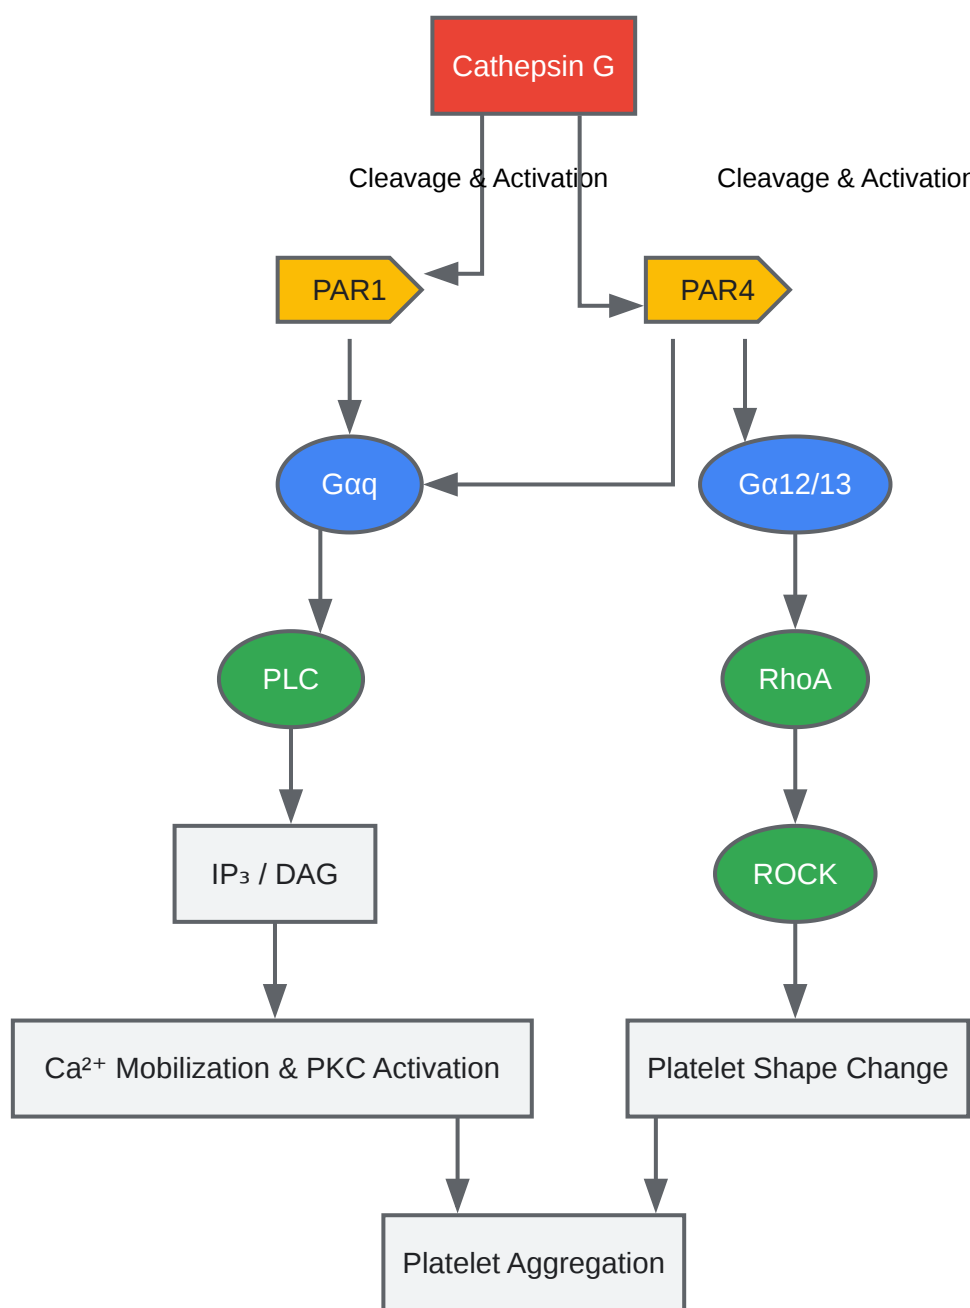 Cathepsin G
Cleavage & Activation
Cleavage & Activation
PAR1
PAR4
Gαq
Gα12/13
PLC
RhoA
IP₃ / DAG
ROCK
Ca²⁺ Mobilization & PKC Activation
Platelet Shape Change
Platelet Aggregation